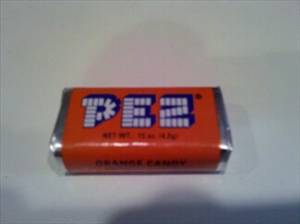 PEZ®
NET WT. .15 oz (4.2g)
ORANGE CANDY